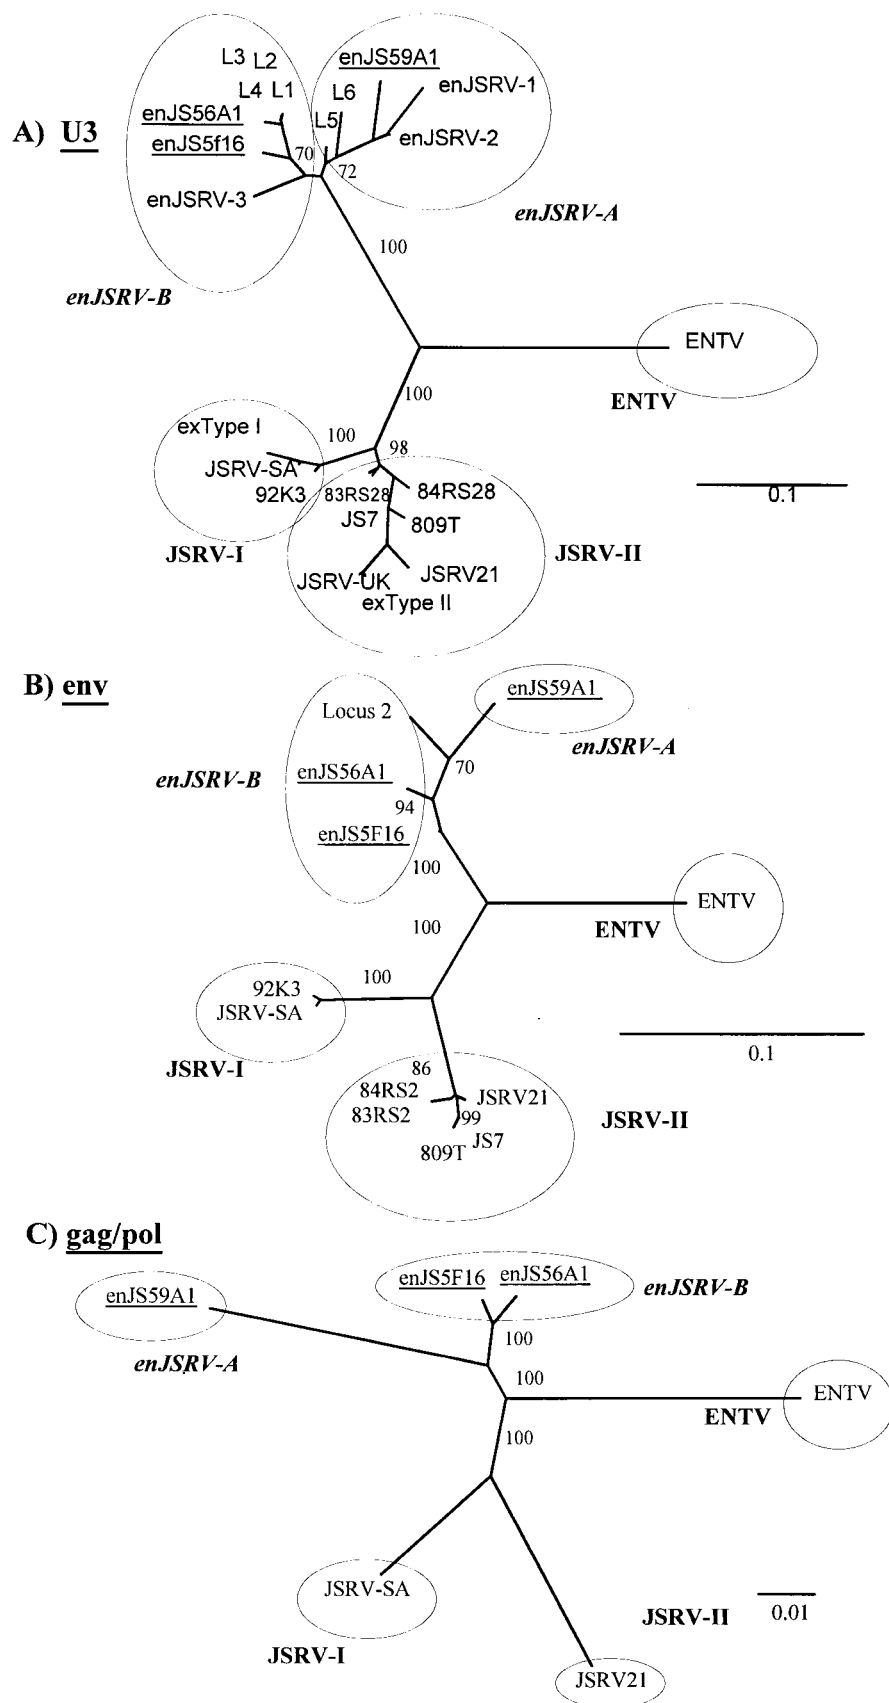 A) U3
L3 L2
L4 L1
enJS56A1
enJS5f16
enJSRV-3
70
L5
L6
72
enJS59A1
enJSRV-1
enJSRV-2
enJSRV-A
enJSRV-B
100
ENTV
ENTV
100
exType I
100
98
JSRV-SA
92K3
83RS28
84RS28
JS7
809T
JSRV-I
JSRV-II
JSRV-UK
JSRV21
exType II
0.1
B) env
Locus 2
enJS59A1
enJSRV-A
enJSRV-B
enJS56A1
70
94
enJS5F16
100
ENTV
ENTV
100
100
92K3
JSRV-SA
JSRV-I
0.1
86
84RS2
JSRV21
83RS2
99
JS7
809T
JSRV-II
C) gag/pol
enJS59A1
enJSRV-A
enJS5F16 enJS56A1
enJSRV-B
100
100
ENTV
ENTV
100
JSRV-SA
JSRV-I
JSRV-II
0.01
JSRV21